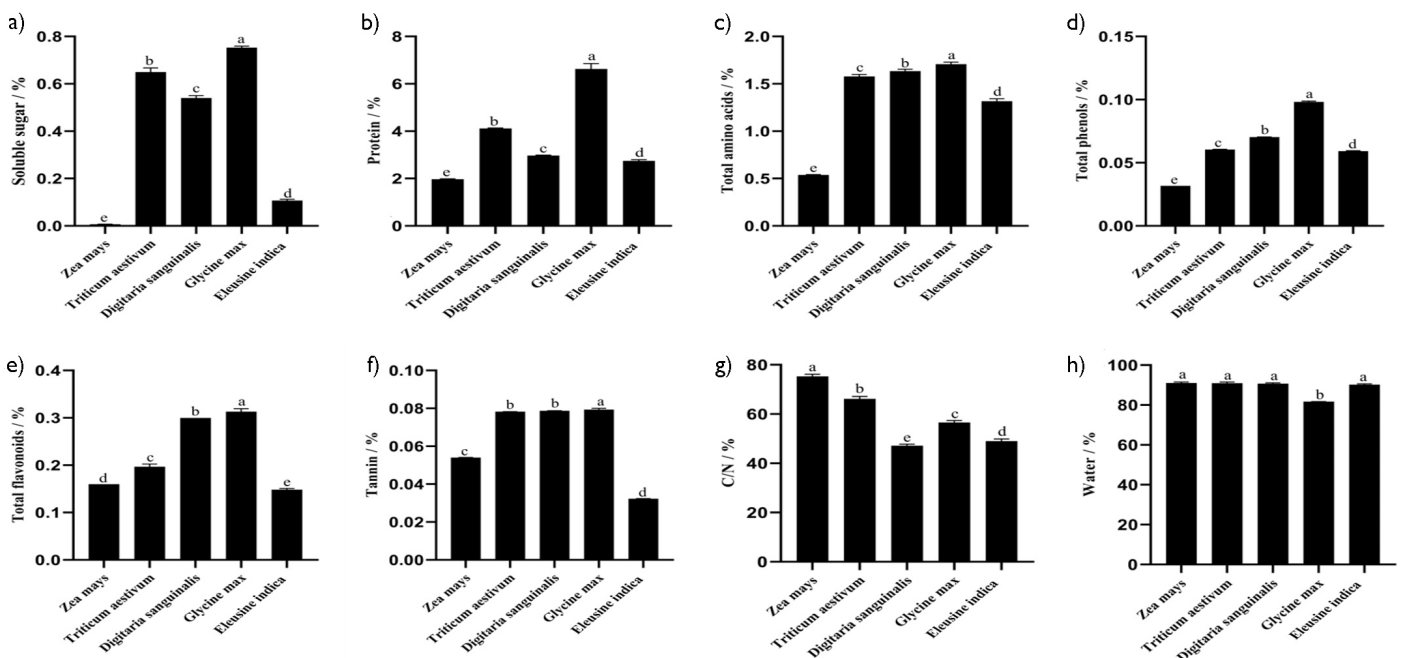 a)
Soluble sugar / %
0.8
0.6
0.4
0.2
0.0
e
b
c
a
d
Zea mays
Triticum aestivum
Digitaria sanguinalis
Glycine max
Eleusine indica
b)
Protein / %
8
6
4
2
0
e
b
c
a
d
Zea mays
Triticum aestivum
Digitaria sanguinalis
Glycine max
Eleusine indica
c)
Total amino acids / %
2.0
1.5
1.0
0.5
0.0
e
c
b
a
d
Zea mays
Triticum aestivum
Digitaria sanguinalis
Glycine max
Eleusine indica
d)
Total phenols / %
0.15
0.10
0.05
0.00
e
c
b
a
d
Zea mays
Triticum aestivum
Digitaria sanguinalis
Glycine max
Eleusine indica
e)
Total flavonoids / %
0.4
0.3
0.2
0.1
0.0
d
c
b
a
e
Zea mays
Triticum aestivum
Digitaria sanguinalis
Glycine max
Eleusine indica
f)
Tannin / %
0.10
0.08
0.06
0.04
0.02
0.00
c
b
b
a
d
Zea mays
Triticum aestivum
Digitaria sanguinalis
Glycine max
Eleusine indica
g)
C/N / %
80
60
40
20
0
a
b
e
c
d
Zea mays
Triticum aestivum
Digitaria sanguinalis
Glycine max
Eleusine indica
h)
Water / %
100
80
60
40
20
0
a
a
a
b
a
Zea mays
Triticum aestivum
Digitaria sanguinalis
Glycine max
Eleusine indica